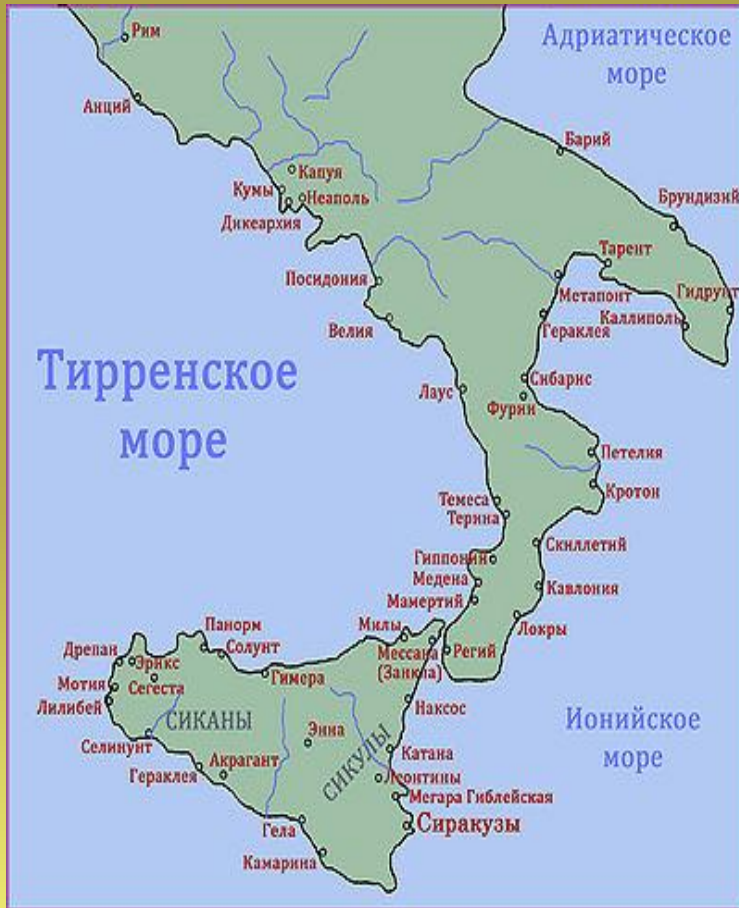 Рим
Адриатическое
море
Анций
Барий
Капуя
Кумы
Неаполь
Дикеархия
Брундизий
Тарент
Посидония
Метапонт
Гидрунт
Каллиполь
Гераклея
Велия
Тирренское
море
Сибарис
Лаус
Фурии
Петелия
Кротон
Темеса
Терина
Скиллетий
Гиппоний
Медена
Кавлония
Мамертий
Локры
Панорм
Милы
Дрепан
Эрикс
Солунт
Мессана
(Занкла)
Регий
Сегеста
Гимера
Мотия
Лилибей
СИКАНЫ
Наксос
Ионийское
море
Энна
СИКУЛЫ
Селинунт
Катана
Гераклея
Акрагант
Леонтины
Мегара Гиблейская
Гела
Сиракузы
Камарина